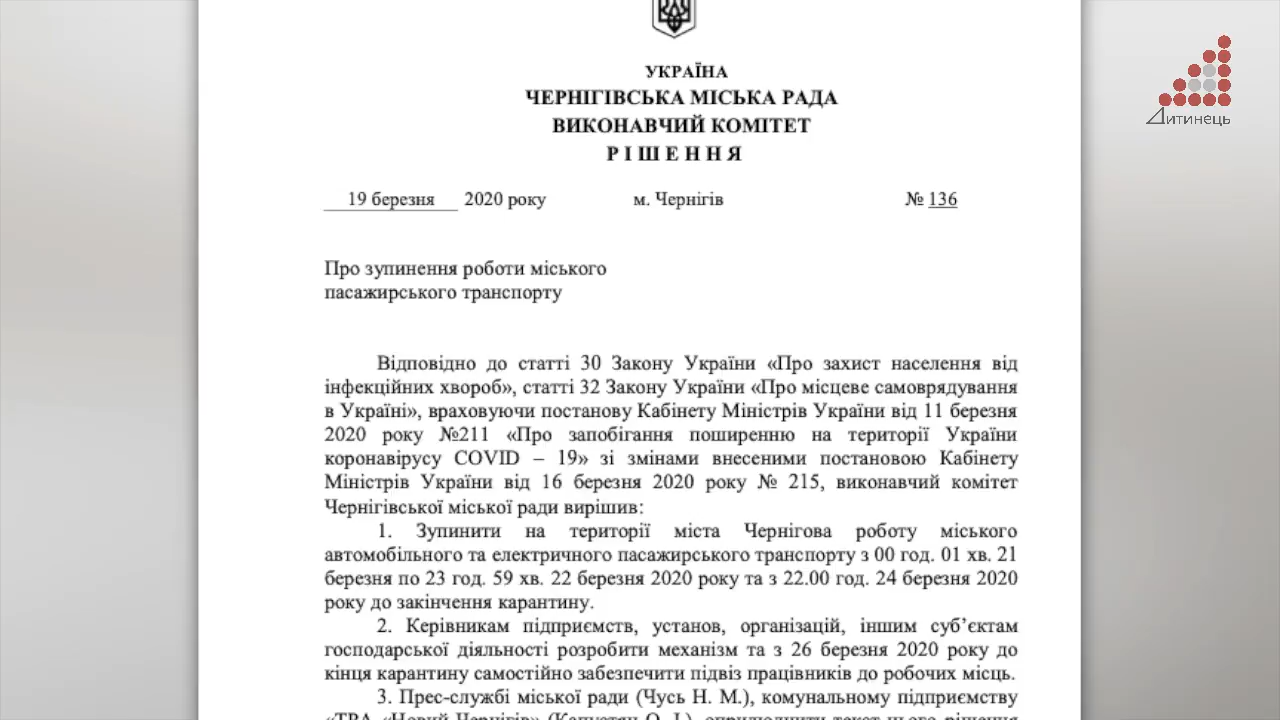 Дитинець
УКРАЇНА
ЧЕРНІГІВСЬКА МІСЬКА РАДА
ВИКОНАВЧИЙ КОМІТЕТ
Р І Ш Е Н Н Я
19 березня 2020 року м. Чернігів № 136
Про зупинення роботи міського
пасажирського транспорту
Відповідно до статті 30 Закону України «Про захист населення від
інфекційних хвороб», статті 32 Закону України «Про місцеве самоврядування
в Україні», враховуючи постанову Кабінету Міністрів України від 11 березня
2020 року №211 «Про запобігання поширенню на території України
коронавірусу COVID – 19» зі змінами внесеними постановою Кабінету
Міністрів України від 16 березня 2020 року № 215, виконавчий комітет
Чернігівської міської ради вирішив:
1. Зупинити на території міста Чернігова роботу міського
автомобільного та електричного пасажирського транспорту з 00 год. 01 хв. 21
березня по 23 год. 59 хв. 22 березня 2020 року та з 22.00 год. 24 березня 2020
року до закінчення карантину.
2. Керівникам підприємств, установ, організацій, іншим суб’єктам
господарської діяльності розробити механізм та з 26 березня 2020 року до
кінця карантину самостійно забезпечити підвіз працівників до робочих місць.
3. Прес-службі міської ради (Чусь Н. М.), комунальному підприємству
«ТРА «Новий Чернігів» (Капустян О. І.) оприлюднити текст цього рішення